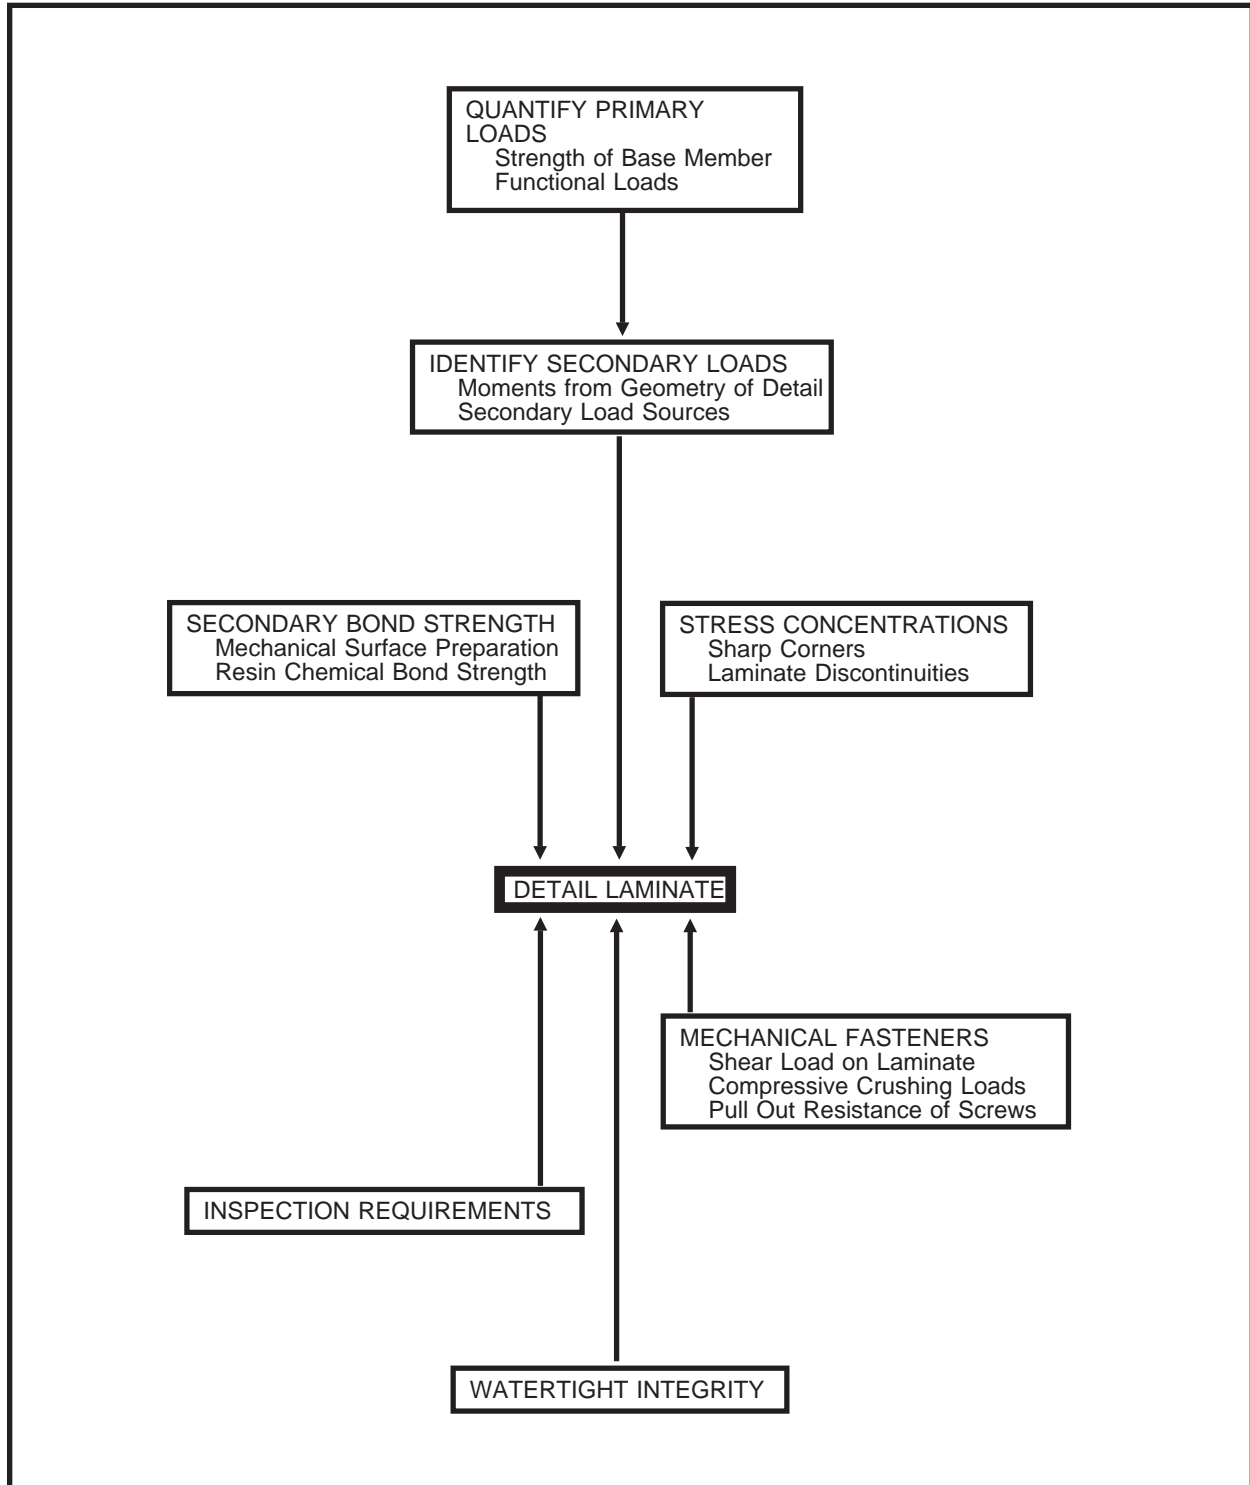 QUANTIFY PRIMARY
LOADS
Strength of Base Member
Functional Loads
IDENTIFY SECONDARY LOADS
Moments from Geometry of Detail
Secondary Load Sources
SECONDARY BOND STRENGTH
Mechanical Surface Preparation
Resin Chemical Bond Strength
STRESS CONCENTRATIONS
Sharp Corners
Laminate Discontinuities
DETAIL LAMINATE
MECHANICAL FASTENERS
Shear Load on Laminate
Compressive Crushing Loads
Pull Out Resistance of Screws
INSPECTION REQUIREMENTS
WATERTIGHT INTEGRITY